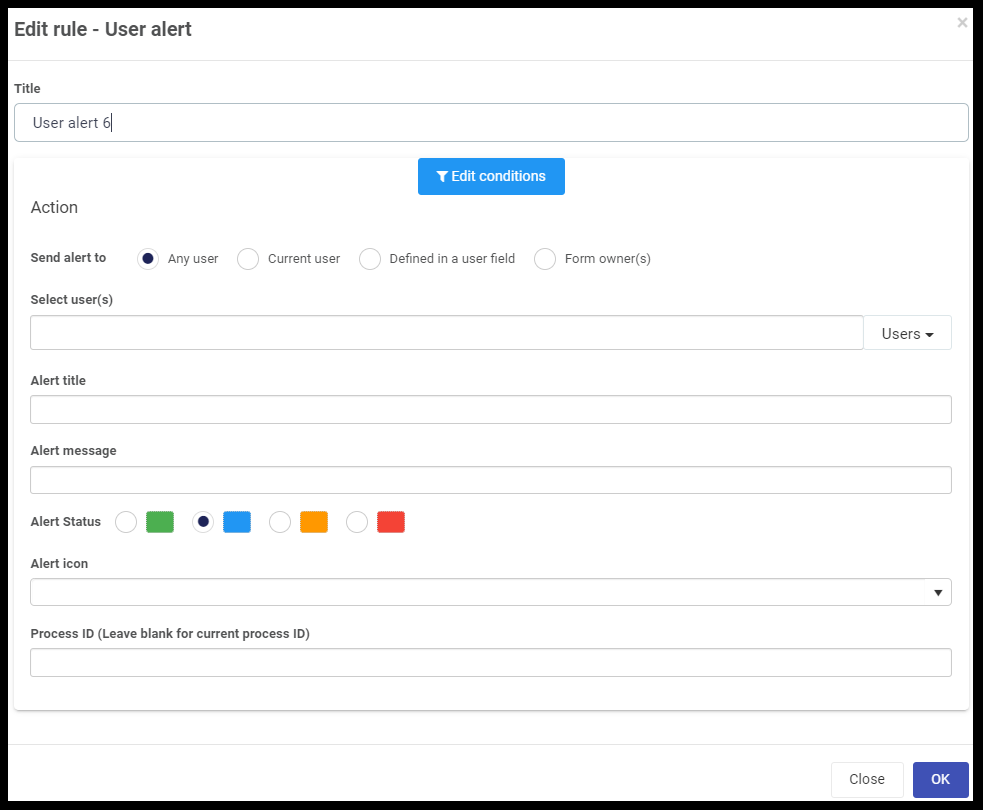 Edit rule - User alert
×
Title
User alert 6
Edit conditions
Action
Send alert to Any user Current user Defined in a user field Form owner(s)
Select user(s)
Users
Alert title
Alert message
Alert Status
Alert icon
Process ID (Leave blank for current process ID)
Close OK